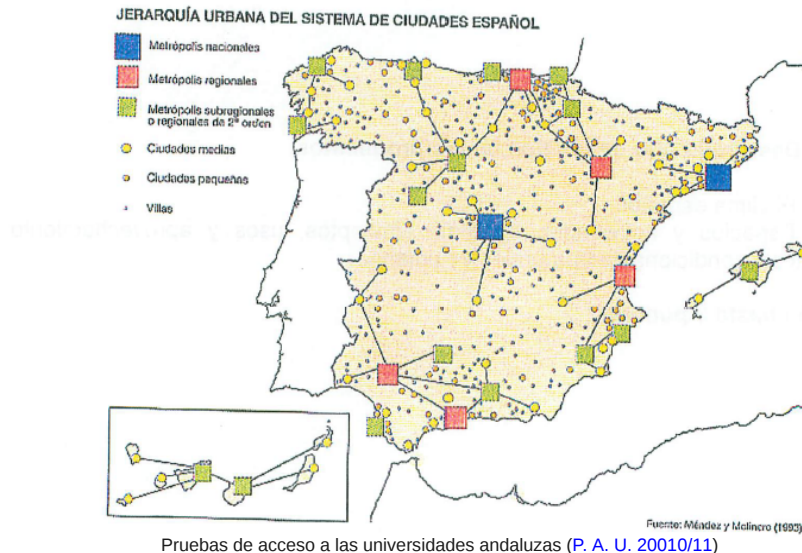 JERARQUÍA URBANA DEL SISTEMA DE CIUDADES ESPAÑOL
Metrópolis nacionales
Metrópolis regionales
Metrópolis subregionales
o regionales de 2º orden
Ciudades medias
Ciudades pequeñas
Villas
Fuente: Méndez y Molinero (1993)
Pruebas de acceso a las universidades andaluzas (P. A. U. 20010/11)